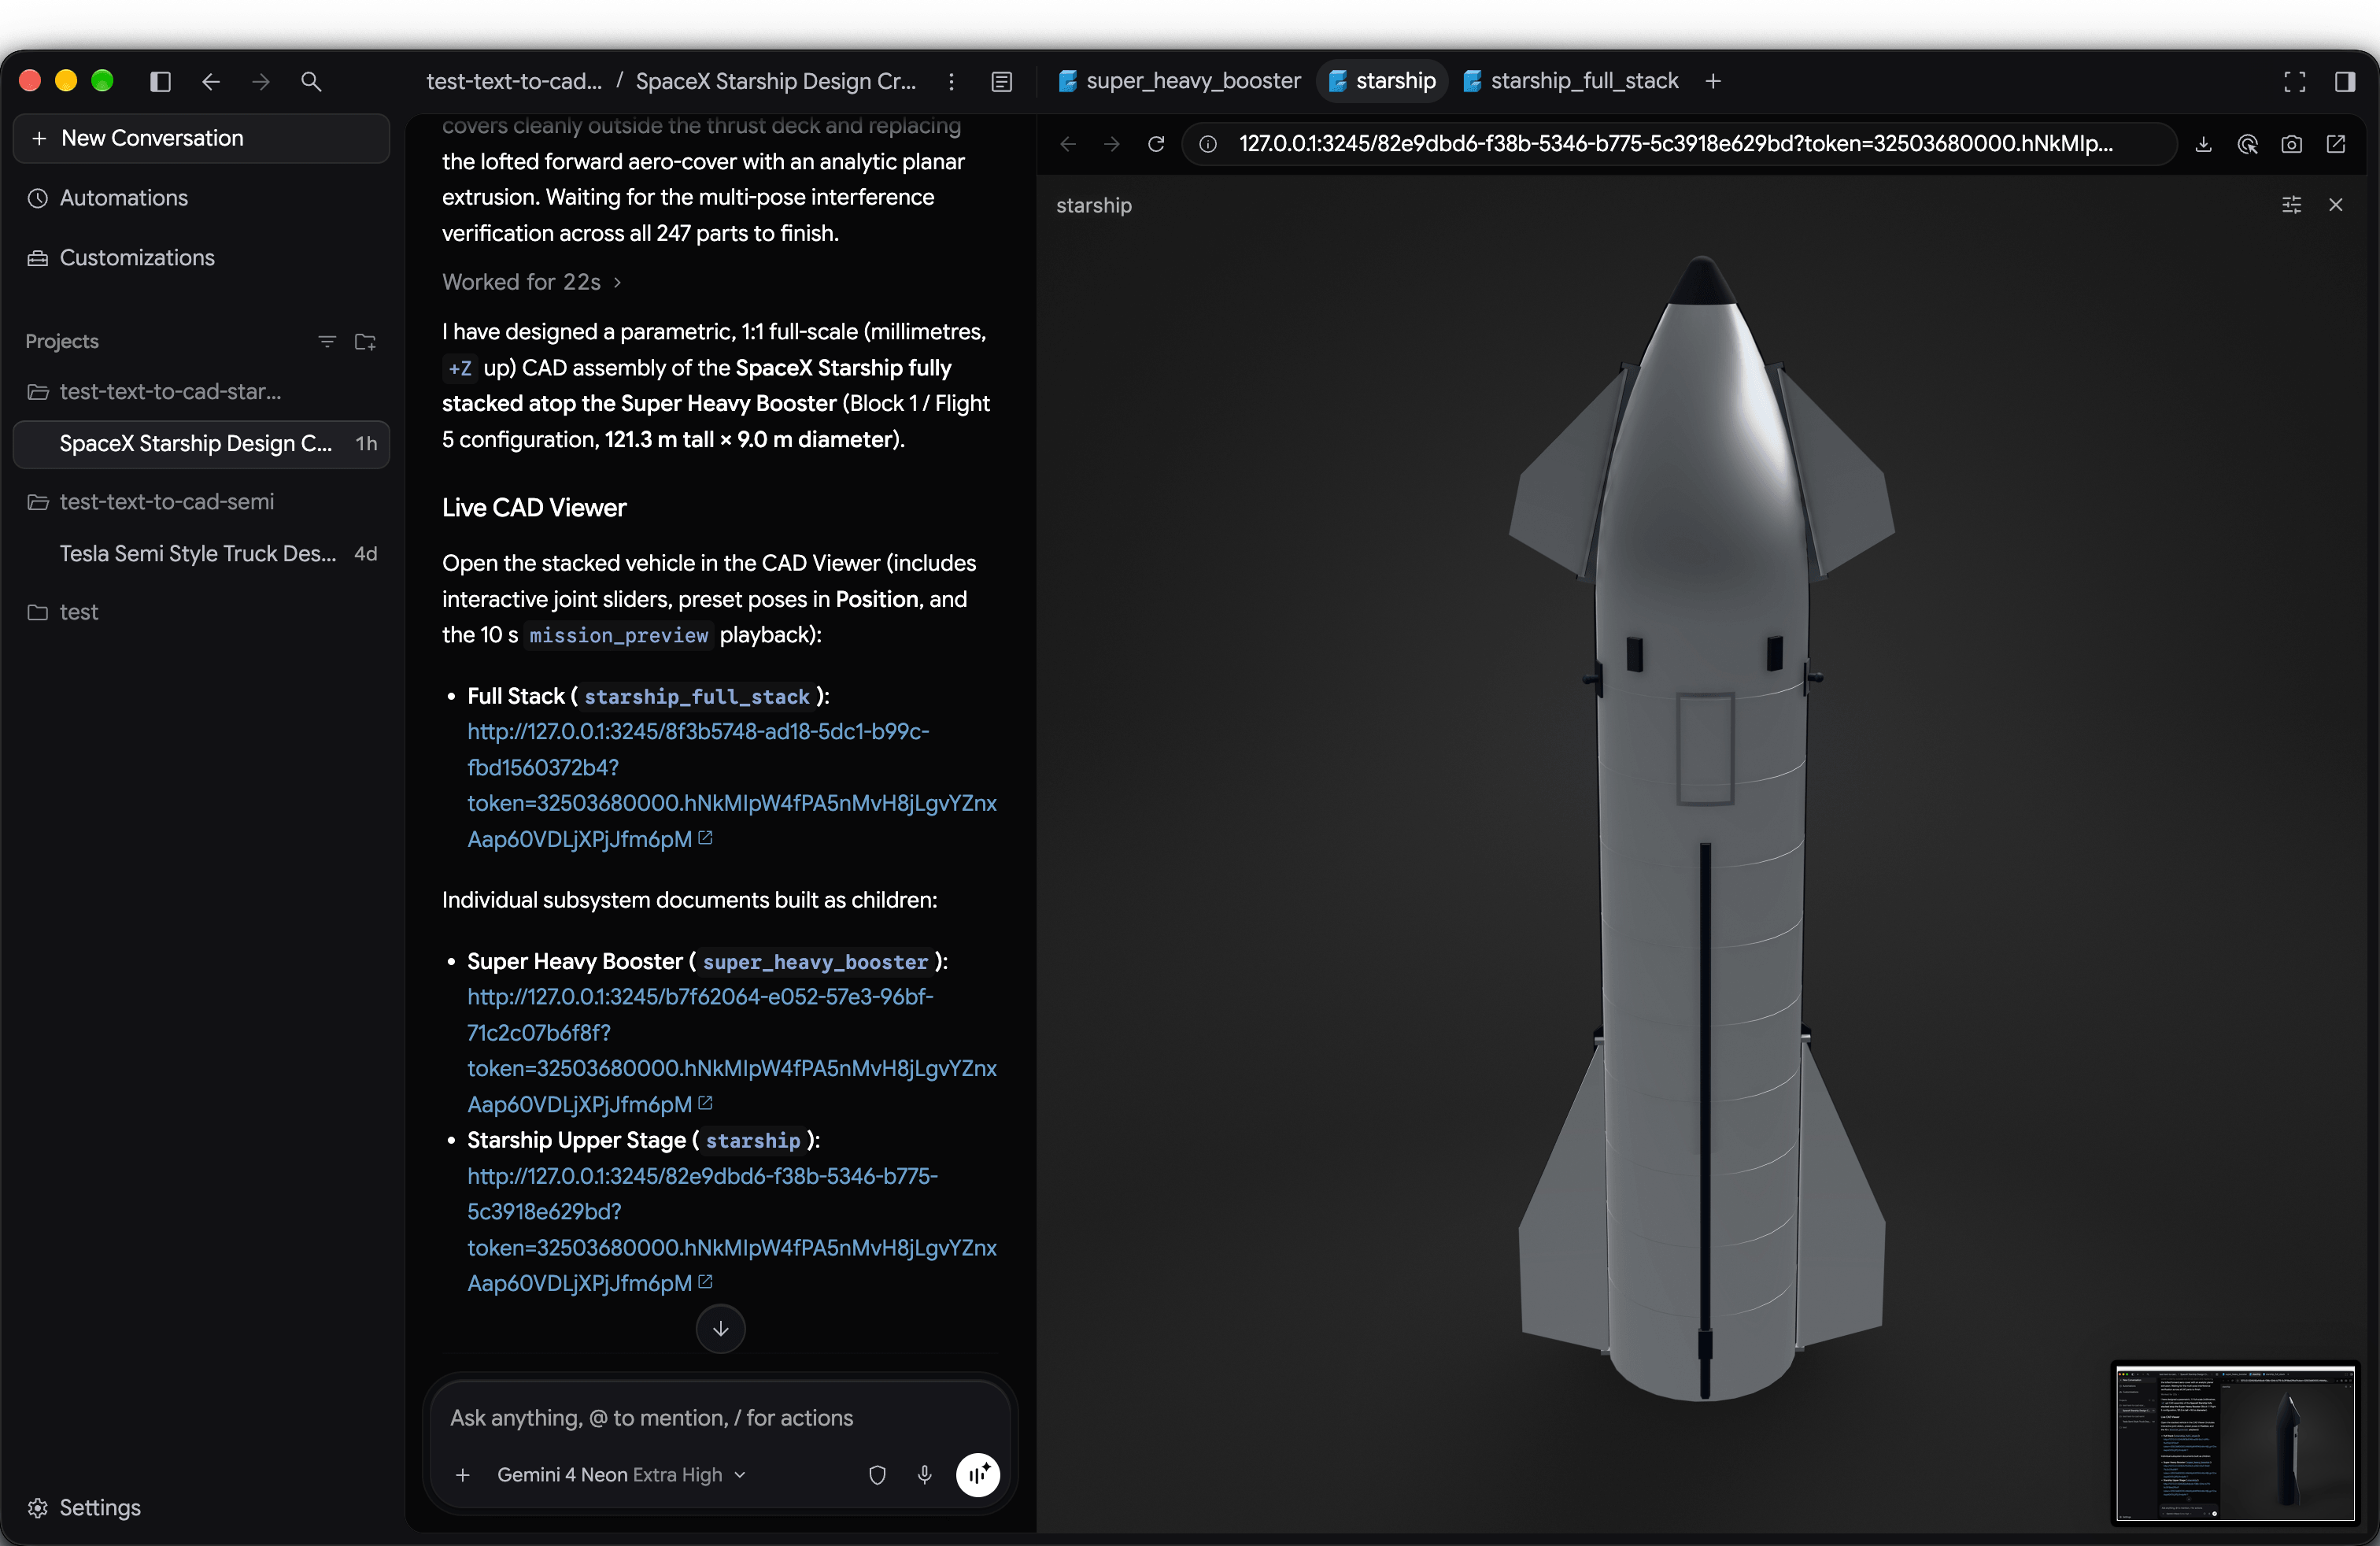 test-text-to-cad... / SpaceX Starship Design Cr...
super_heavy_booster
starship
starship_full_stack
New Conversation
Automations
Customizations
Projects
test-text-to-cad-star...
SpaceX Starship Design C... 1h
test-text-to-cad-semi
Tesla Semi Style Truck Des... 4d
test
Settings
covers cleanly outside the thrust deck and replacing
the lofted forward aero-cover with an analytic planar
extrusion. Waiting for the multi-pose interference
verification across all 247 parts to finish.
Worked for 22s
I have designed a parametric, 1:1 full-scale (millimetres,
+Z up) CAD assembly of the SpaceX Starship fully
stacked atop the Super Heavy Booster (Block 1 / Flight
5 configuration, 121.3 m tall × 9.0 m diameter).
Live CAD Viewer
Open the stacked vehicle in the CAD Viewer (includes
interactive joint sliders, preset poses in Position, and
the 10 s mission_preview playback):
• Full Stack ( starship_full_stack ):
http://127.0.0.1:3245/8f3b5748-ad18-5dc1-b99c-
fbd1560372b4?
token=32503680000.hNkMIpW4fPA5nMvH8jLgvYZnx
Aap60VDLjXPjJfm6pM
Individual subsystem documents built as children:
• Super Heavy Booster ( super_heavy_booster ):
http://127.0.0.1:3245/b7f62064-e052-57e3-96bf-
71c2c07b6f8f?
token=32503680000.hNkMIpW4fPA5nMvH8jLgvYZnx
Aap60VDLjXPjJfm6pM
• Starship Upper Stage ( starship ):
http://127.0.0.1:3245/82e9dbd6-f38b-5346-b775-
5c3918e629bd?
token=32503680000.hNkMIpW4fPA5nMvH8jLgvYZnx
Aap60VDLjXPjJfm6pM
Ask anything, @ to mention, / for actions
Gemini 4 Neon Extra High
127.0.0.1:3245/82e9dbd6-f38b-5346-b775-5c3918e629bd?token=32503680000.hNkMIp...
starship